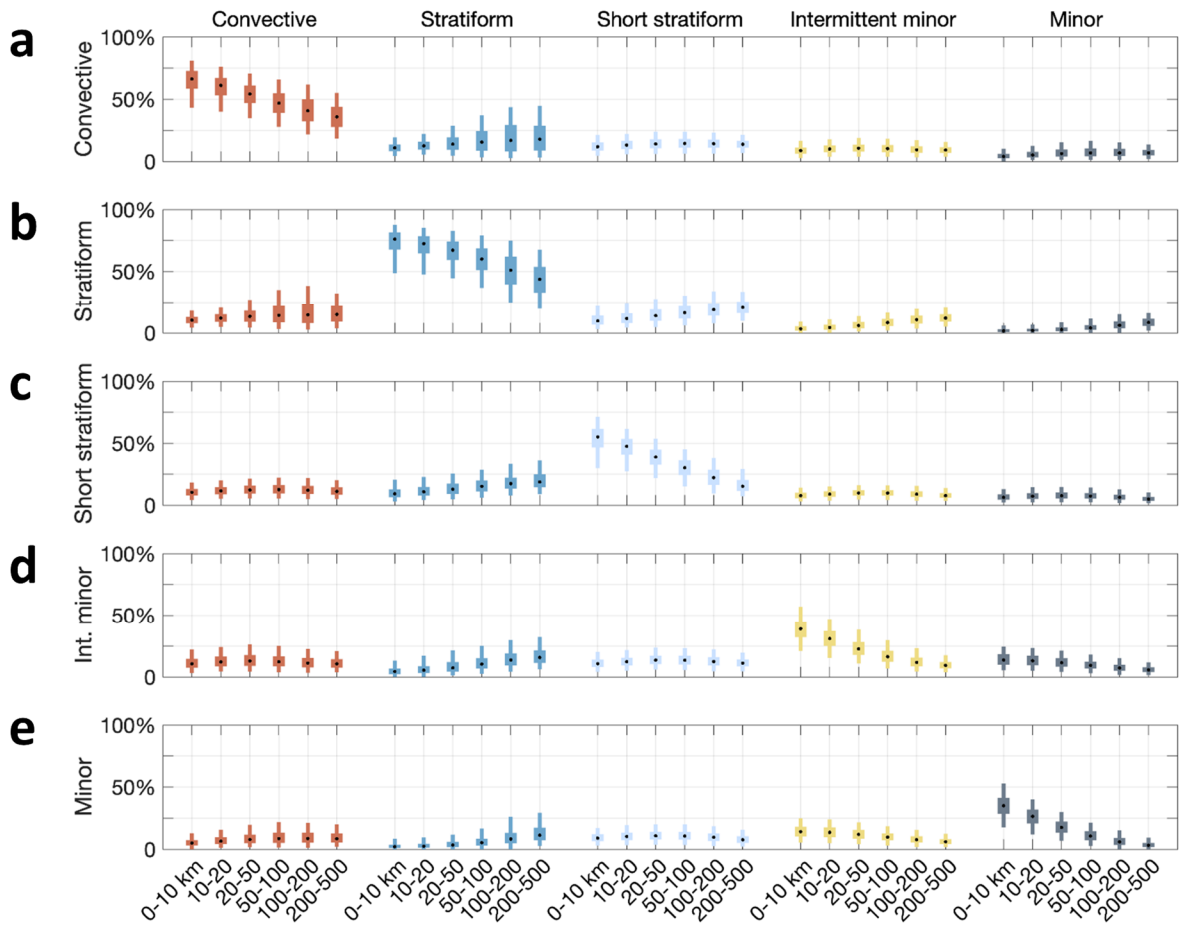 Convective Stratiform Short stratiform Intermittent minor Minor
a
Convective
100%
50%
0
b
Stratiform
100%
50%
0
c
Short stratiform
100%
50%
0
d
Int. minor
100%
50%
0
e
Minor
100%
50%
0
0-10 km 10-20 20-50 50-100 100-200 200-500 0-10 km 10-20 20-50 50-100 100-200 200-500 0-10 km 10-20 20-50 50-100 100-200 200-500 0-10 km 10-20 20-50 50-100 100-200 200-500 0-10 km 10-20 20-50 50-100 100-200 200-500